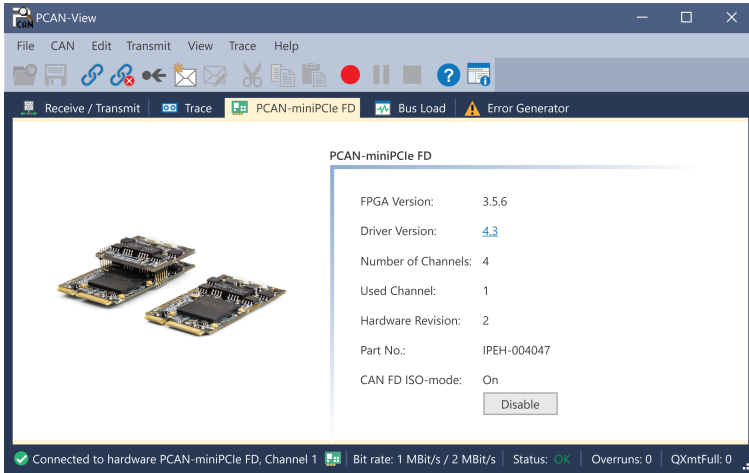 PCAN PCAN-View
File CAN Edit Transmit View Trace Help
Receive / Transmit Trace PCAN-miniPCIe FD Bus Load Error Generator
PCAN-miniPCIe FD
FPGA Version: 3.5.6
Driver Version: 4.3
Number of Channels: 4
Used Channel: 1
Hardware Revision: 2
Part No.: IPEH-004047
CAN FD ISO-mode: On
Disable
Connected to hardware PCAN-miniPCIe FD, Channel 1 Bit rate: 1 MBit/s / 2 MBit/s Status: OK Overruns: 0 QXmtFull: 0